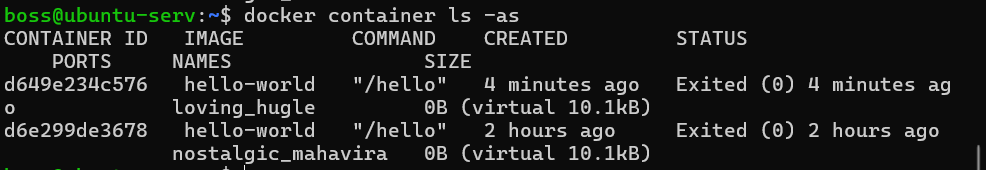 boss@ubuntu-serv:~$ docker container ls -as
CONTAINER ID   IMAGE         COMMAND    CREATED         STATUS
    PORTS     NAMES                SIZE
d649e234c576   hello-world   "/hello"   4 minutes ago   Exited (0) 4 minutes ag
o             loving_hugle         0B (virtual 10.1kB)
d6e299de3678   hello-world   "/hello"   2 hours ago     Exited (0) 2 hours ago
              nostalgic_mahavira   0B (virtual 10.1kB)